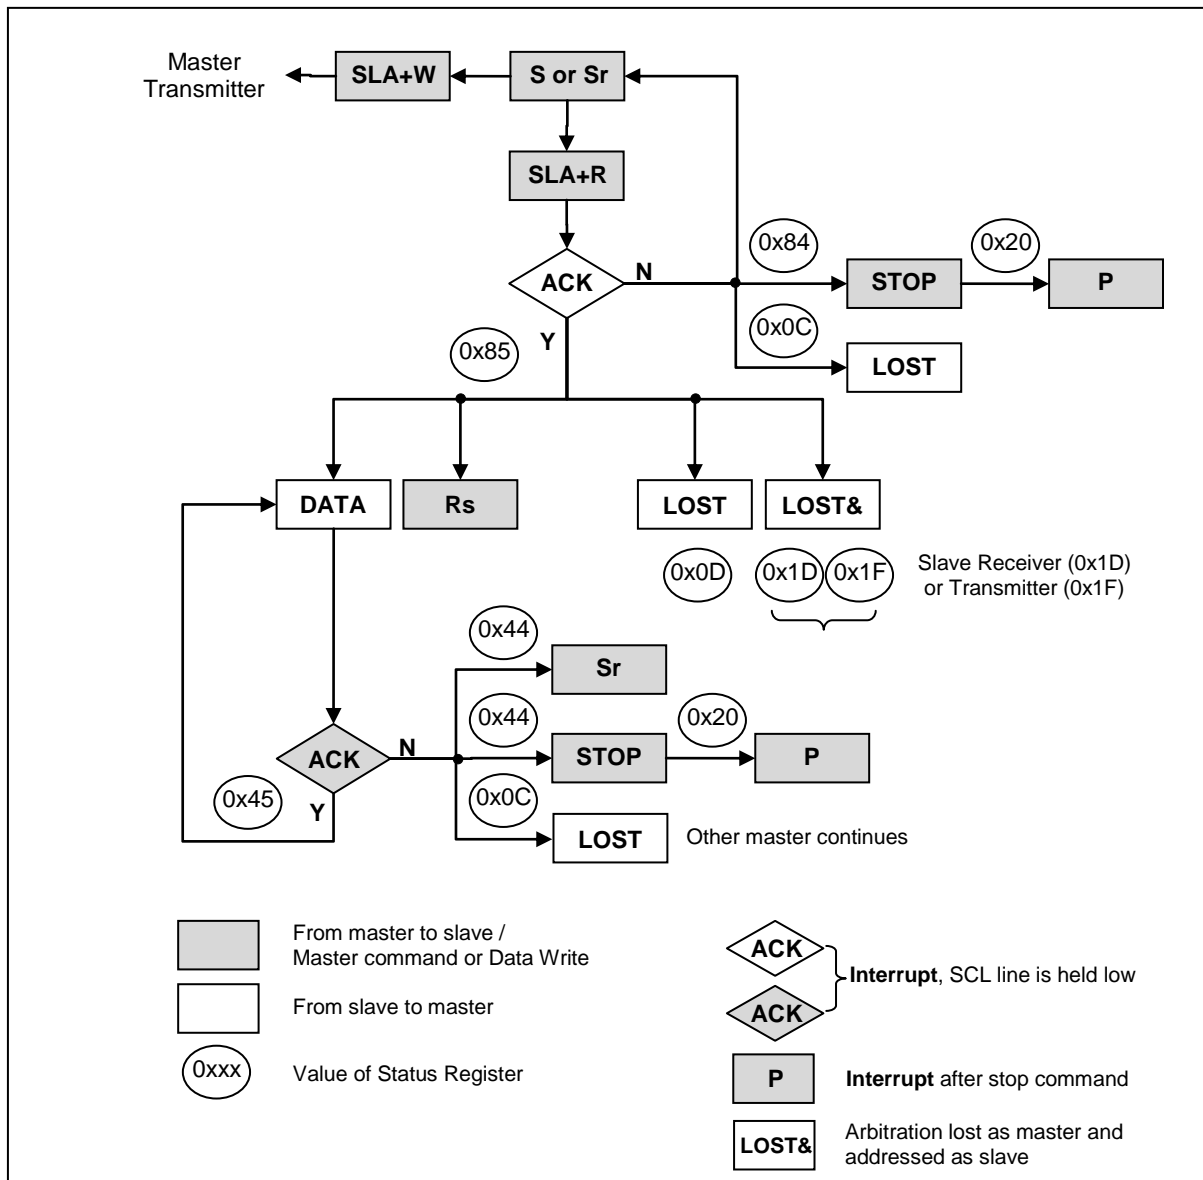 Master
Transmitter
SLA+W
S or Sr
SLA+R
ACK
N
0x84
STOP
0x20
P
0x0C
LOST
Y
0x85
DATA
Rs
LOST
LOST&
0x0D
0x1D
0x1F
Slave Receiver (0x1D)
or Transmitter (0x1F)
0x44
Sr
0x44
STOP
0x20
P
ACK
N
0x45
Y
0x0C
LOST
Other master continues
From master to slave /
Master command or Data Write
From slave to master
0xxx
Value of Status Register
ACK
ACK
Interrupt, SCL line is held low
P
Interrupt after stop command
LOST&
Arbitration lost as master and
addressed as slave